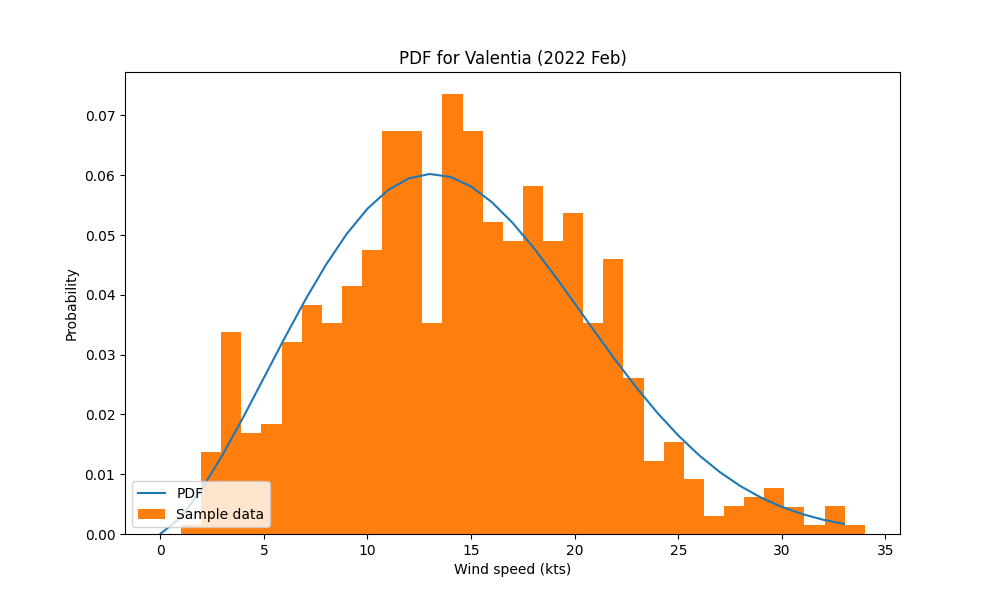 PDF for Valentia (2022 Feb)
Probability
0.07
0.06
0.05
0.04
0.03
0.02
0.01
0.00
PDF
Sample data
0 5 10 15 20 25 30 35
Wind speed (kts)